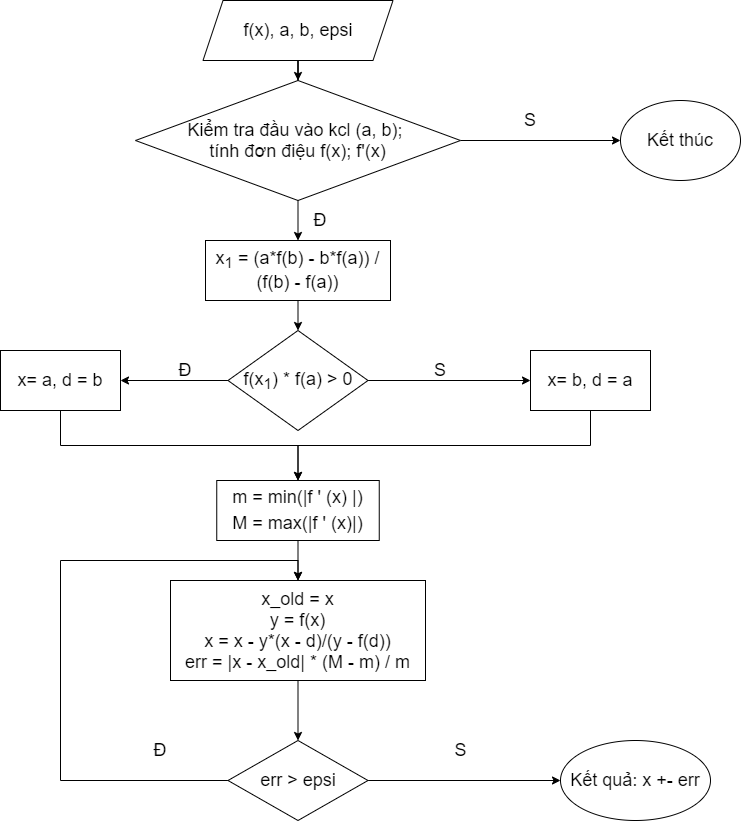 f(x), a, b, epsi
Kiểm tra đầu vào kcl (a, b);
tính đơn điệu f(x); f'(x)
S
Kết thúc
Đ
x1 = (a*f(b) - b*f(a)) /
(f(b) - f(a))
x= a, d = b
Đ
f(x1) * f(a) > 0
S
x= b, d = a
m = min(|f ' (x) |)
M = max(|f ' (x)|)
x_old = x
y = f(x)
x = x - y*(x - d)/(y - f(d))
err = |x - x_old| * (M - m) / m
Đ
err > epsi
S
Kết quả: x +- err